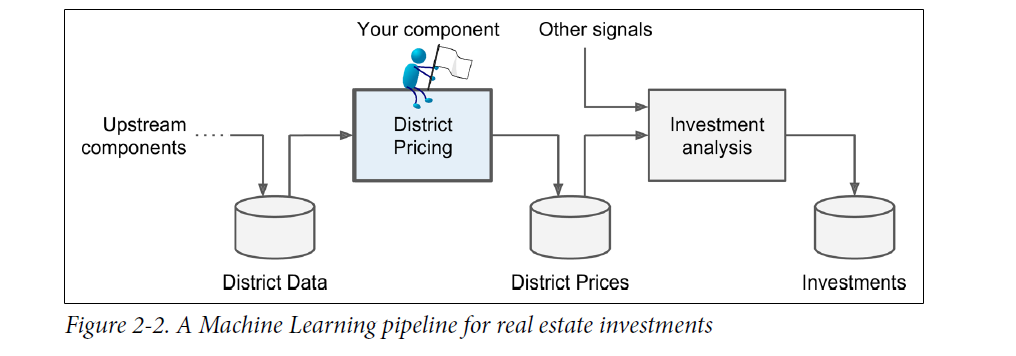 Your component
Other signals
Upstream
components
District
Pricing
Investment
analysis
District Data
District Prices
Investments
Figure 2-2. A Machine Learning pipeline for real estate investments